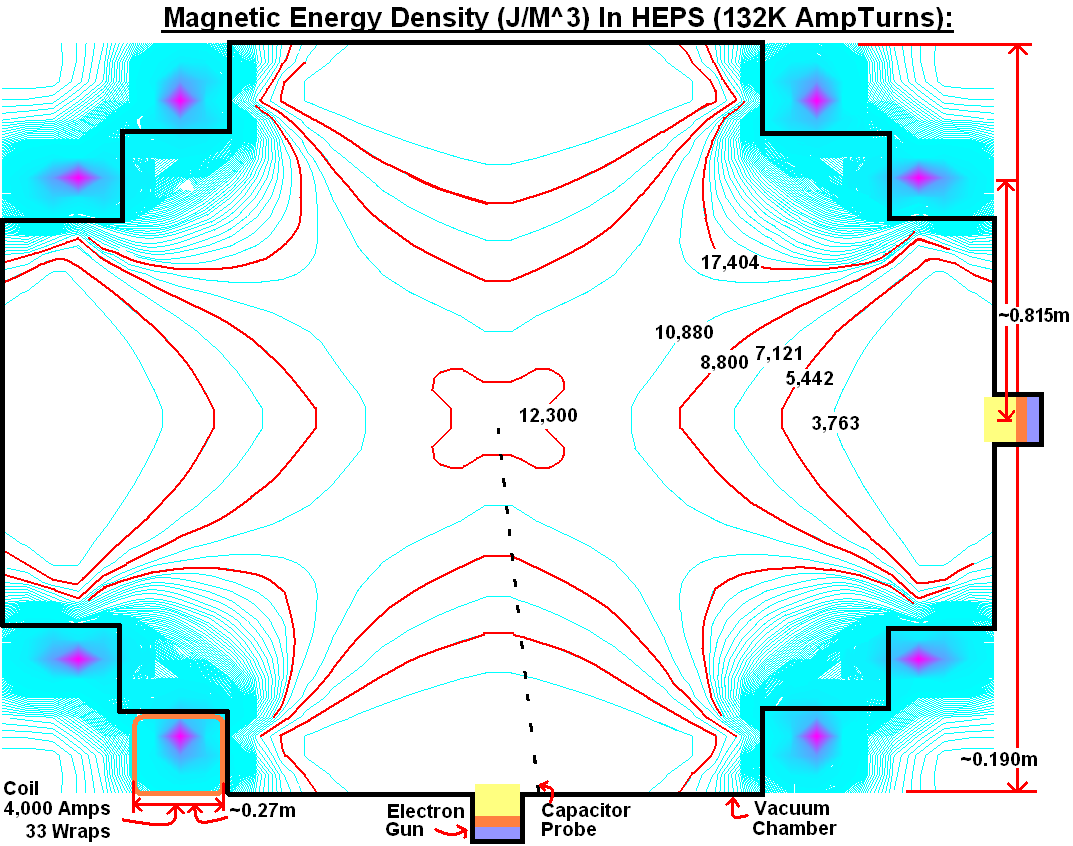 Magnetic Energy Density (J/M^3) In HEPS (132K AmpTurns):
17,404
~0.815m
10,880
7,121
8,800
5,442
12,300
3,763
~0.190m
Coil
4,000 Amps
33 Wraps
~0.27m
Electron
Gun
Capacitor
Probe
Vacuum
Chamber